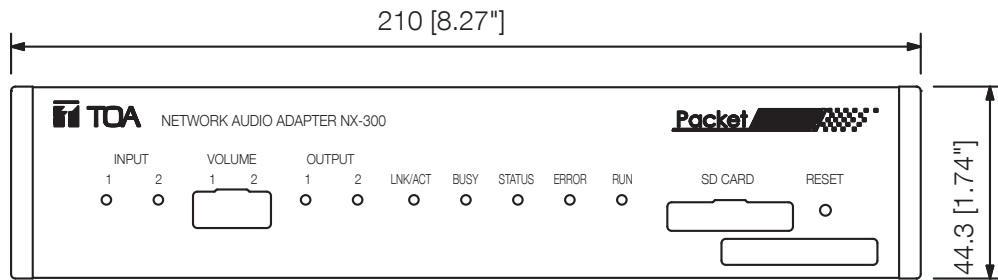 210 [8.27"]
TOA NETWORK AUDIO ADAPTER NX-300
Packet
INPUT VOLUME OUTPUT
1 2 1 2 1 2 LNK/ACT BUSY STATUS ERROR RUN SD CARD RESET
44.3 [1.74"]